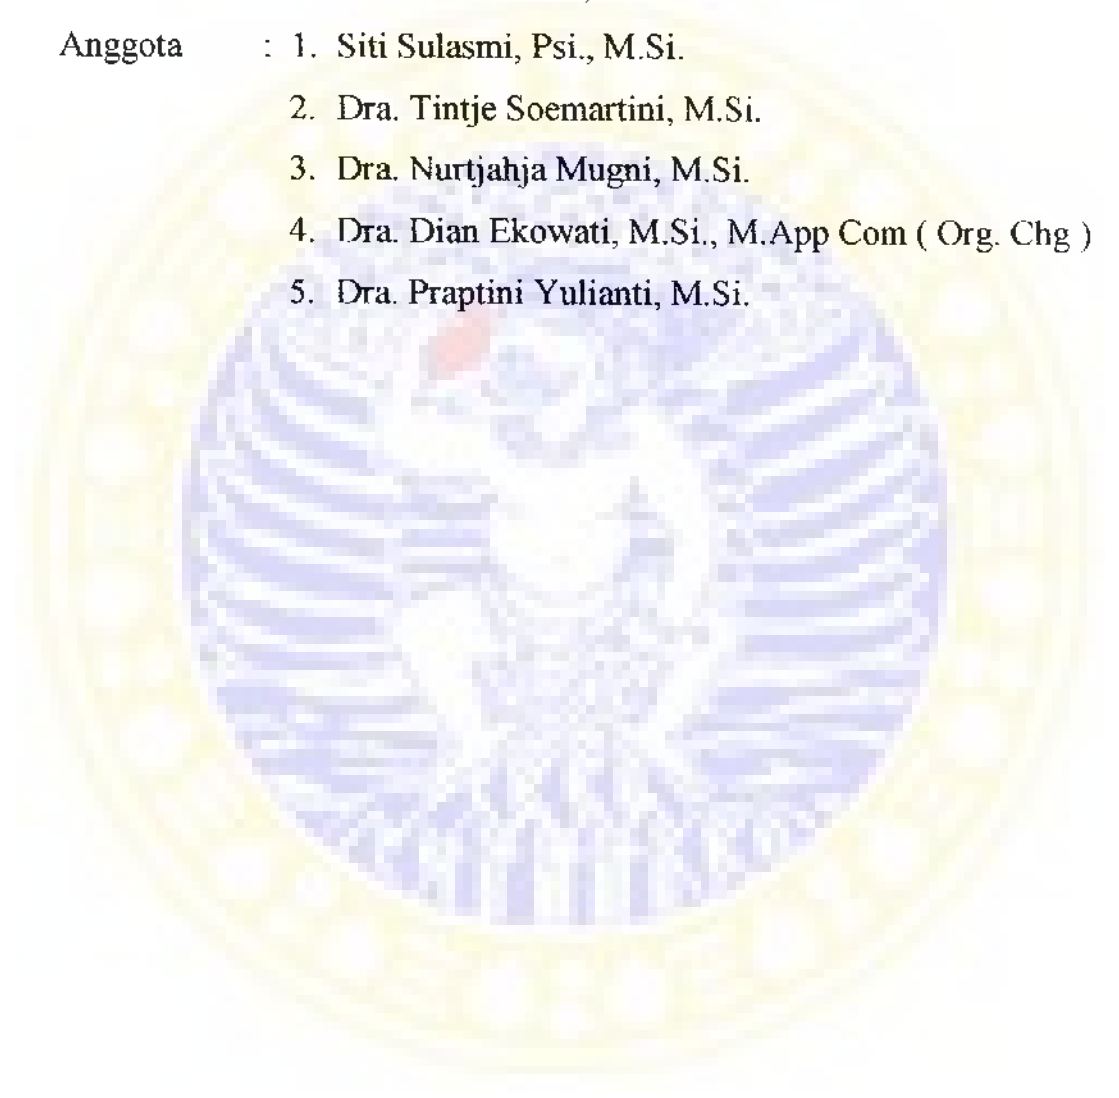 Anggota : 1. Siti Sulasmi, Psi., M.Si.
2. Dra. Tintje Soemartini, M.Si.
3. Dra. Nurtjahja Mugni, M.Si.
4. Dra. Dian Ekowati, M.Si., M.App Com ( Org. Chg )
5. Dra. Praptini Yulianti, M.Si.